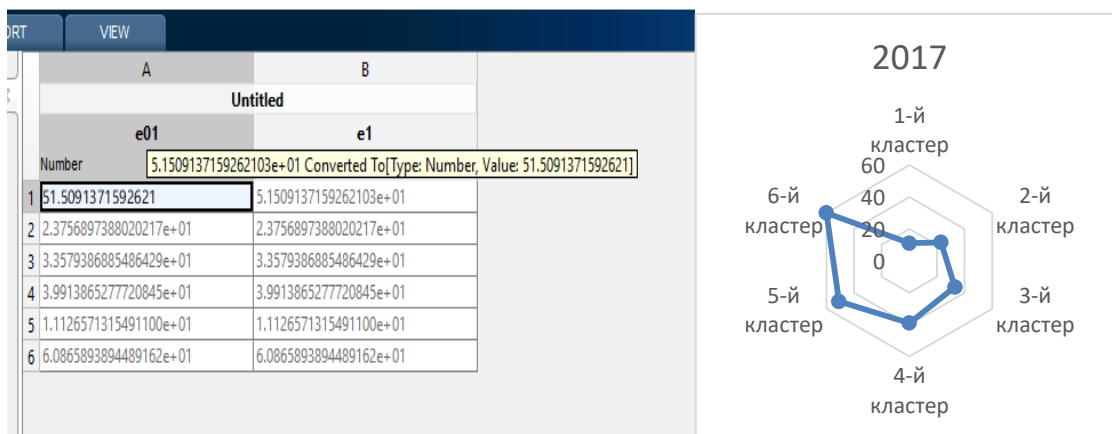 ORT VIEW
A B
Untitled
e01 e1
Number 5.1509137159262103e+01 Converted To[Type: Number, Value: 51.5091371592621]
1 51.5091371592621 5.1509137159262103e+01
2 2.3756897388020217e+01 2.3756897388020217e+01
3 3.3579386885486429e+01 3.3579386885486429e+01
4 3.9913865277720845e+01 3.9913865277720845e+01
5 1.1126571315491100e+01 1.1126571315491100e+01
6 6.0865893894489162e+01 6.0865893894489162e+01
2017
1-й
кластер
60
40
20
0
2-й
кластер
3-й
кластер
4-й
кластер
5-й
кластер
6-й
кластер